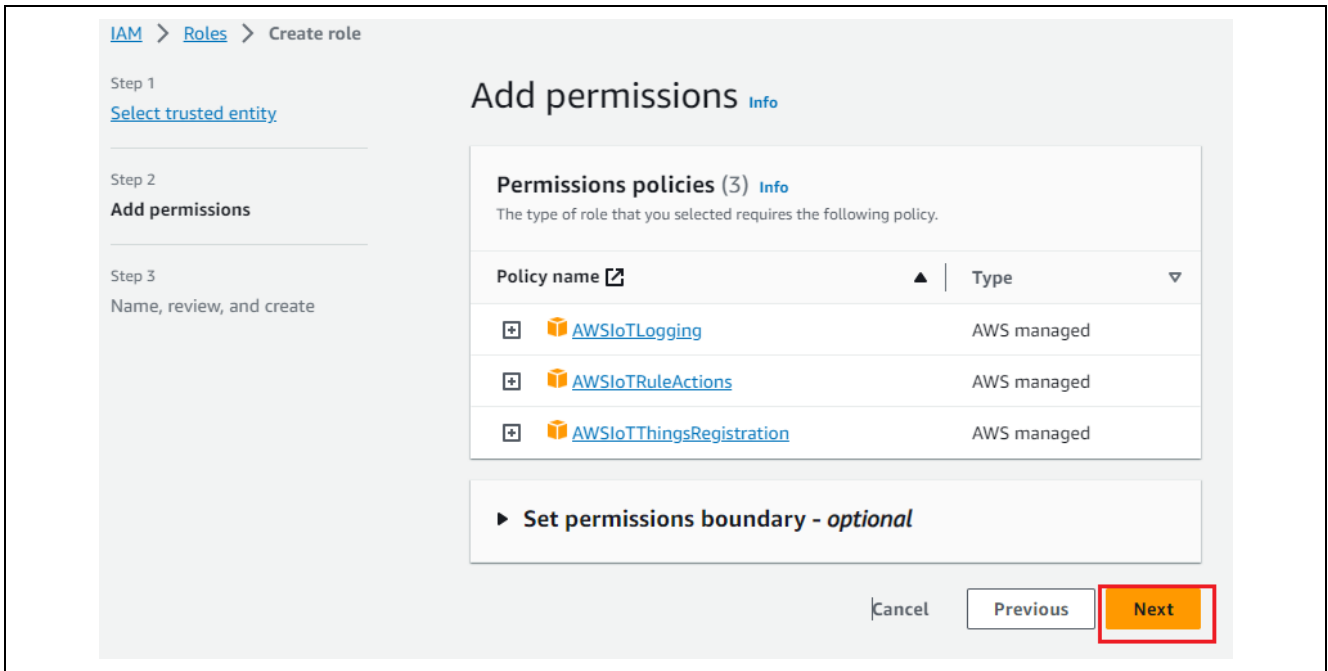 IAM > Roles > Create role
Step 1
Select trusted entity
Step 2
Add permissions
Step 3
Name, review, and create
Add permissions Info
Permissions policies (3) Info
The type of role that you selected requires the following policy.
Policy name Type
AWSIoTLogging AWS managed
AWSIoTRuleActions AWS managed
AWSIoTThingsRegistration AWS managed
Set permissions boundary - optional
Cancel Previous Next